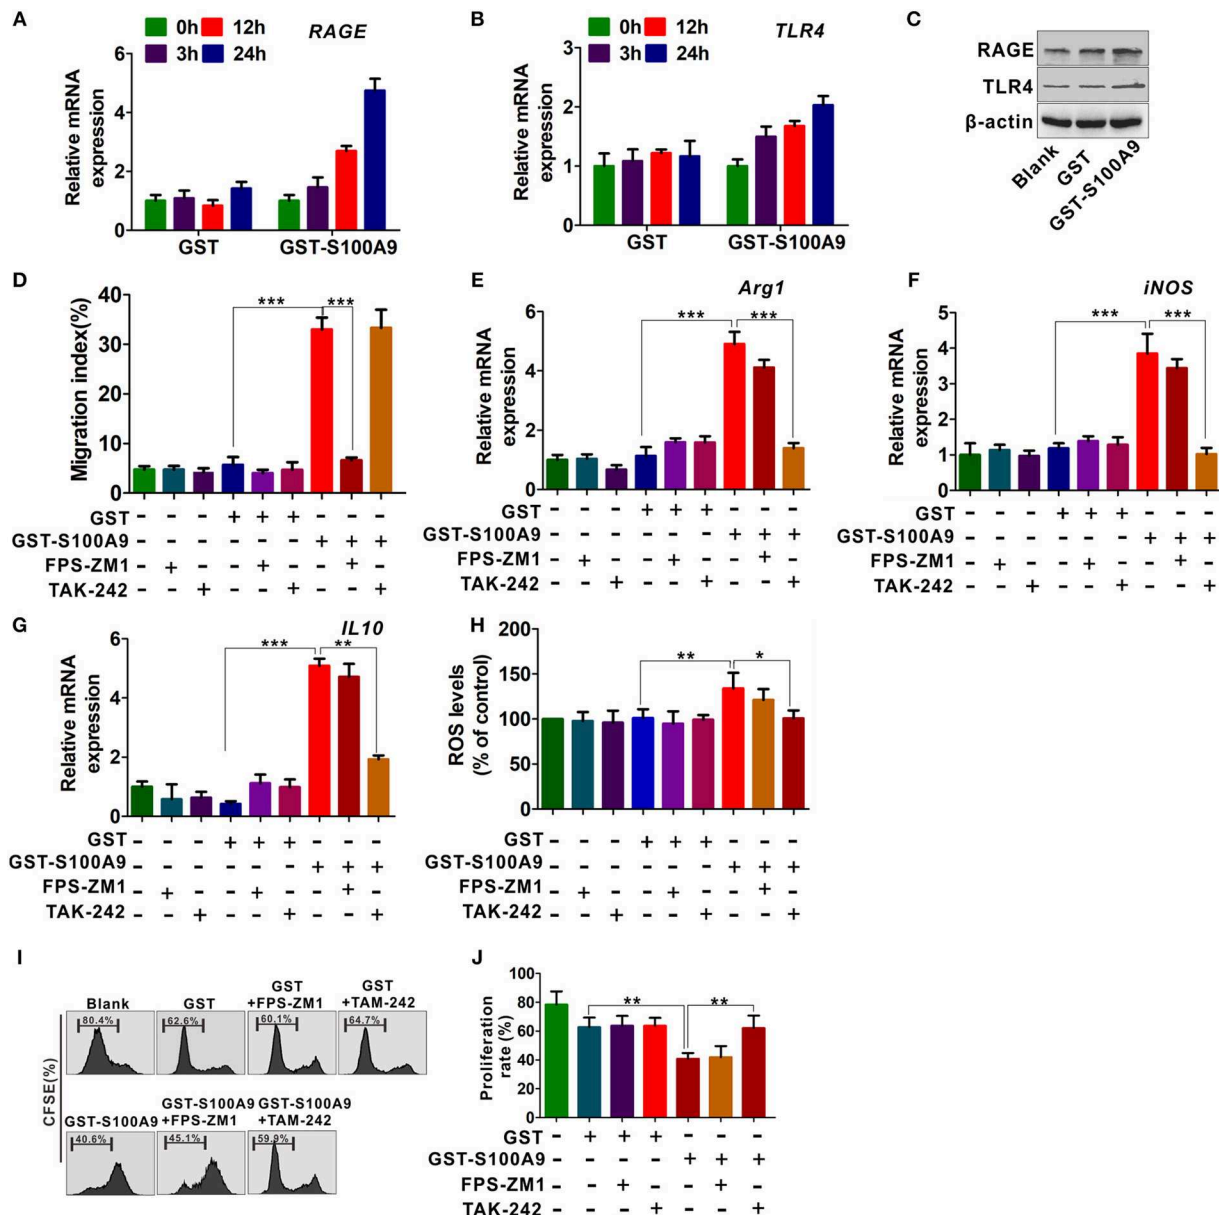 A
0h 12h
3h 24h
RAGE
Relative mRNA
expression
6
4
2
0
GST GST-S100A9
B
0h 12h
3h 24h
TLR4
Relative mRNA
expression
3
2
1
0
GST GST-S100A9
C
RAGE
TLR4
β-actin
Blank
GST
GST-S100A9
D
Migration index(%)
40
30
20
10
0
*** ***
GST - - - + + + - - -
GST-S100A9 - - - - - - + + +
FPS-ZM1 - + - - + - - + -
TAK-242 - - + - - + - - +
E
Arg1
Relative mRNA
expression
6
4
2
0
*** ***
GST - - - + + + - - -
GST-S100A9 - - - - - - + + +
FPS-ZM1 - + - - + - - + -
TAK-242 - - + - - + - - +
F
iNOS
Relative mRNA
expression
5
4
3
2
1
0
*** ***
GST - - - + + + - - -
GST-S100A9 - - - - - - + + +
FPS-ZM1 - + - - + - - + -
TAK-242 - - + - - + - - +
G
IL10
Relative mRNA
expression
6
4
2
0
*** **
GST - - - + + + - - -
GST-S100A9 - - - - - - + + +
FPS-ZM1 - + - - + - - + -
TAK-242 - - + - - + - - +
H
ROS levels
(% of control)
200
150
100
50
0
** *
GST - - - + + + - - -
GST-S100A9 - - - - - - + + +
FPS-ZM1 - + - - + - - + -
TAK-242 - - + - - + - - +
I
CFSE(%)
Blank
80.4%
GST
62.6%
GST
+FPS-ZM1
60.1%
GST
+TAM-242
64.7%
GST-S100A9
40.6%
GST-S100A9
+FPS-ZM1
45.1%
GST-S100A9
+TAM-242
59.9%
J
Proliferation
rate (%)
100
80
60
40
20
0
** **
GST - + + + - - -
GST-S100A9 - - - - + + +
FPS-ZM1 - - + - - + -
TAK-242 - - - + - - +